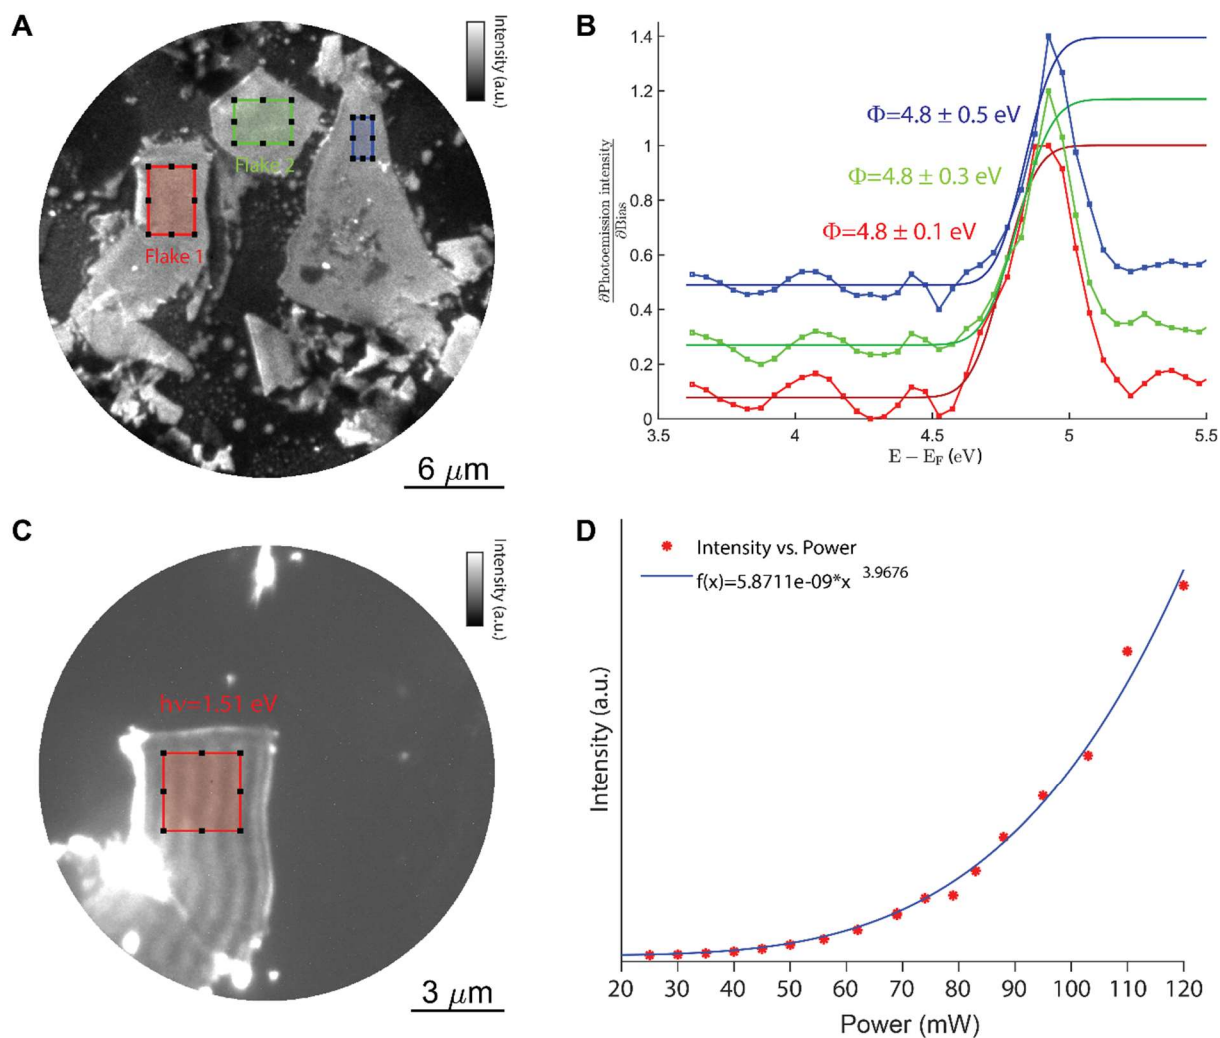 A
Intensity (a.u.)
Flake 2
Flake 1
6 μm
B
∂Photoemission intensity
∂Bias
Φ=4.8 ± 0.5 eV
Φ=4.8 ± 0.3 eV
Φ=4.8 ± 0.1 eV
1.4
1.2
1
0.8
0.6
0.4
0.2
0
3.5 4 4.5 5 5.5
E − E_F (eV)
C
Intensity (a.u.)
hν=1.51 eV
3 μm
D
Intensity vs. Power
f(x)=5.8711e-09*x 3.9676
Intensity (a.u.)
20 30 40 50 60 70 80 90 100 110 120
Power (mW)